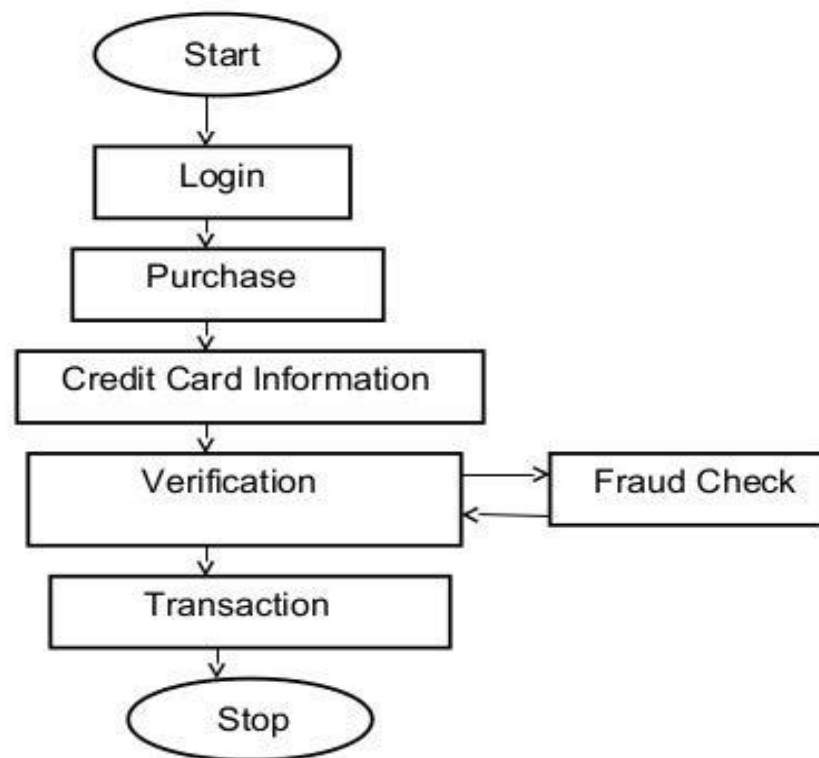 Start
Login
Purchase
Credit Card Information
Verification
Fraud Check
Transaction
Stop